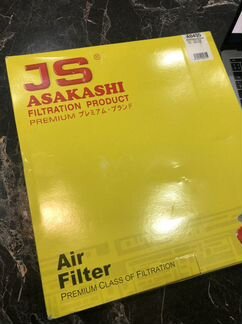 JS®
ASAKASHI
FILTRATION PRODUCT
PREMIUM プレミアム・ブランド
Air
Filter
PREMIUM CLASS OF FILTRATION